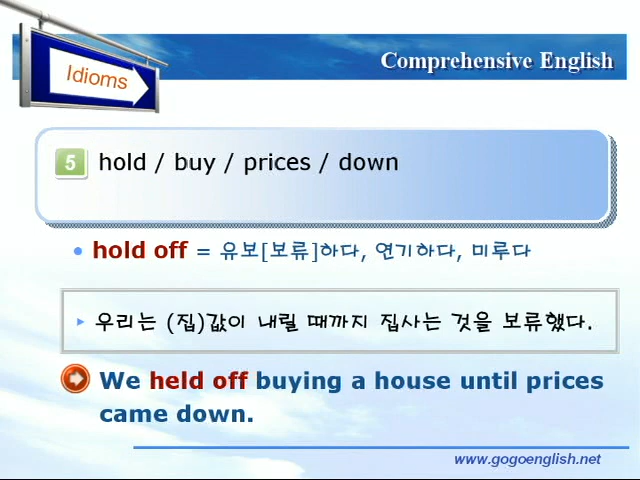 Idioms
Comprehensive English
5 hold / buy / prices / down
• hold off = 유보[보류]하다, 연기하다, 미루다
▸ 우리는 (집)값이 내릴 때까지 집사는 것을 보류했다.
We held off buying a house until prices
came down.
www.gogoenglish.net